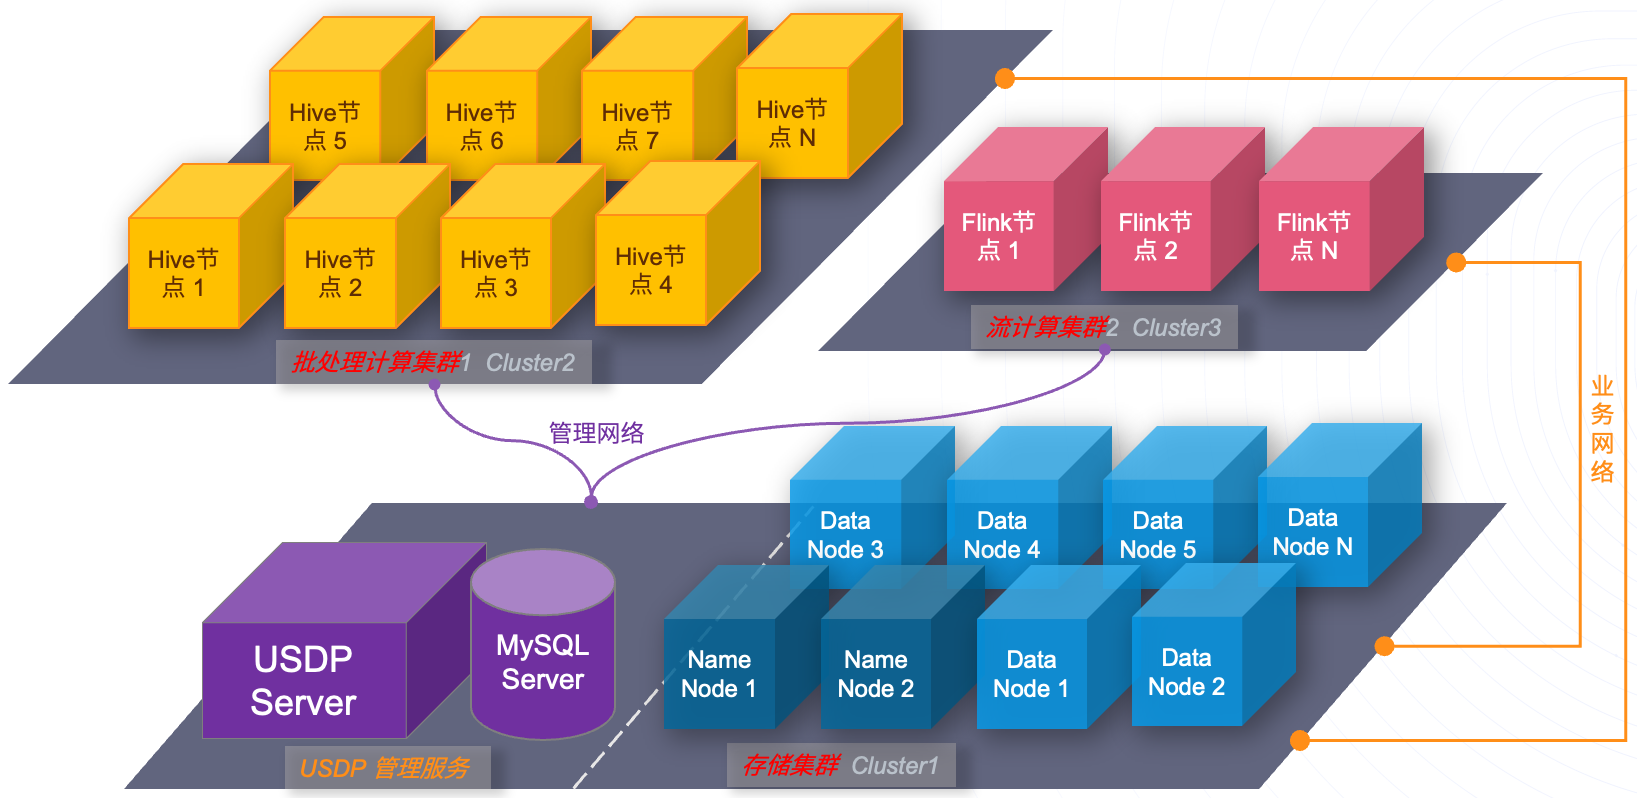 Hive节
点 5
Hive节
点 6
Hive节
点 7
Hive节
点 N
Hive节
点 1
Hive节
点 2
Hive节
点 3
Hive节
点 4
批处理计算集群1 Cluster2
Flink节
点 1
Flink节
点 2
Flink节
点 N
流计算集群2 Cluster3
管理网络
业
务
网
络
Data
Node 3
Data
Node 4
Data
Node 5
Data
Node N
USDP
Server
MySQL
Server
Name
Node 1
Name
Node 2
Data
Node 1
Data
Node 2
USDP 管理服务
存储集群 Cluster1